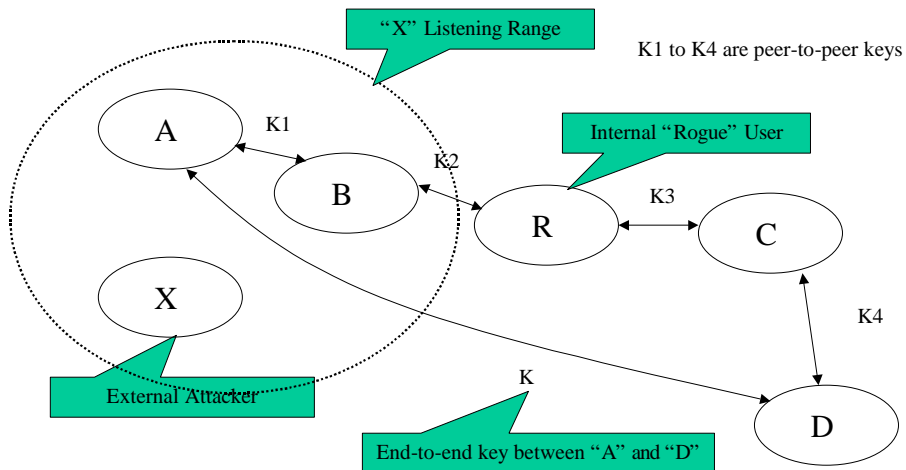 “X” Listening Range
K1 to K4 are peer-to-peer keys
A
K1
Internal “Rogue” User
K2
B
R
K3
C
X
K4
External Attacker
K
D
End-to-end key between “A” and “D”